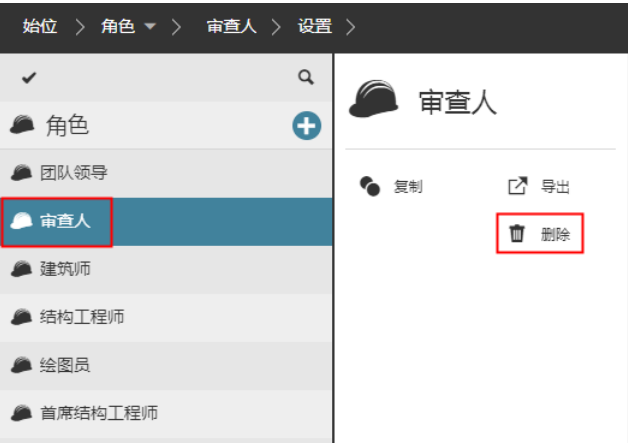 始位 > 角色 > 审查人 > 设置 >
角色
团队领导
审查人
建筑师
结构工程师
绘图员
首席结构工程师
审查人
复制 导出
删除